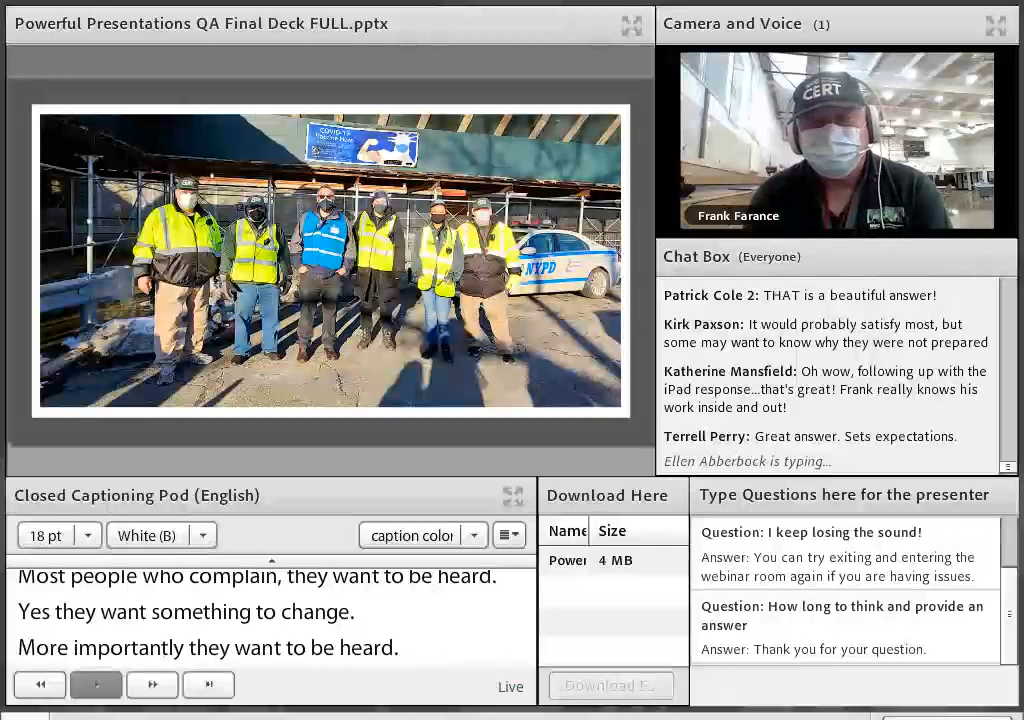 Powerful Presentations QA Final Deck FULL.pptx
COVID-19
Vaccine Here
NYPD
Camera and Voice (1)
CERT
Frank Farance
Chat Box (Everyone)
Patrick Cole 2: THAT is a beautiful answer!
Kirk Paxson: It would probably satisfy most, but
some may want to know why they were not prepared
Katherine Mansfield: Oh wow, following up with the
iPad response...that's great! Frank really knows his
work inside and out!
Terrell Perry: Great answer. Sets expectations.
Ellen Abberbock is typing...
Closed Captioning Pod (English)
18 pt
White (B)
caption color
Most people who complain, they want to be heard.
Yes they want something to change.
More importantly they want to be heard.
Live
Download Here
Name Size
Power 4 MB
Download F...
Type Questions here for the presenter
Question: I keep losing the sound!
Answer: You can try exiting and entering the
webinar room again if you are having issues.
Question: How long to think and provide an
answer
Answer: Thank you for your question.